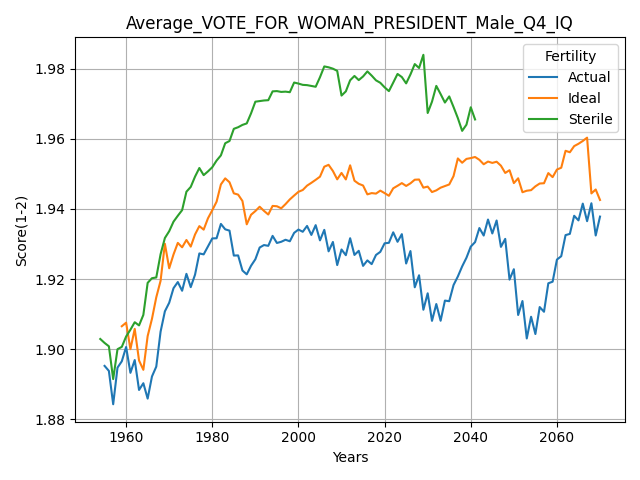 Average_VOTE_FOR_WOMAN_PRESIDENT_Male_Q4_IQ
Fertility
Actual
Ideal
Sterile
Score(1-2)
1.98
1.96
1.94
1.92
1.90
1.88
1960 1980 2000 2020 2040 2060
Years